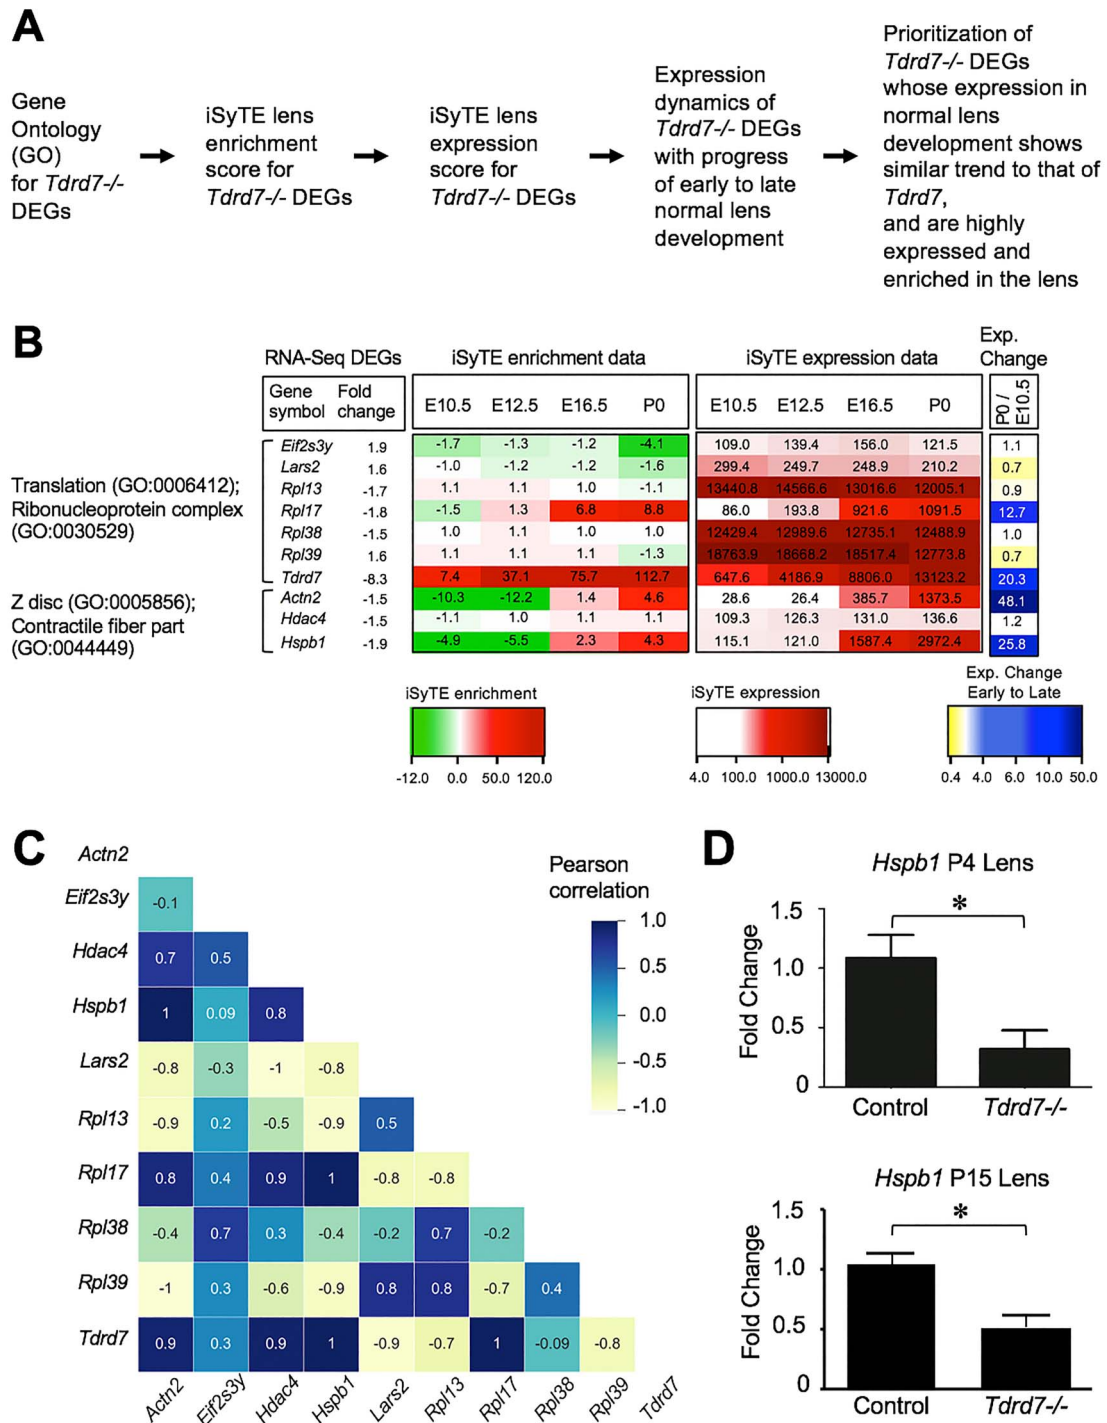 A
Gene
Ontology
(GO)
for Tdrd7-/-
DEGs
iSyTE lens
enrichment
score for
Tdrd7-/- DEGs
iSyTE lens
expression
score for
Tdrd7-/- DEGs
Expression
dynamics of
Tdrd7-/- DEGs
with progress
of early to late
normal lens
development
Prioritization of
Tdrd7-/- DEGs
whose expression in
normal lens
development shows
similar trend to that of
Tdrd7,
and are highly
expressed and
enriched in the lens
B
RNA-Seq DEGs iSyTE enrichment data iSyTE expression data Exp. Change
Gene symbol Fold change E10.5 E12.5 E16.5 P0 E10.5 E12.5 E16.5 P0 P0 / E10.5
Translation (GO:0006412);
Ribonucleoprotein complex
(GO:0030529)
Eif2s3y 1.9 -1.7 -1.3 -1.2 -4.1 109.0 139.4 156.0 121.5 1.1
Lars2 1.6 -1.0 -1.2 -1.2 -1.6 299.4 249.7 248.9 210.2 0.7
Rpl13 -1.7 1.1 1.1 1.0 -1.1 13440.8 14566.6 13016.6 12005.1 0.9
Rpl17 -1.8 -1.5 1.3 6.8 8.8 86.0 193.8 921.6 1091.5 12.7
Rpl38 -1.5 1.0 1.1 1.0 1.0 12429.4 12989.6 12735.1 12488.9 1.0
Rpl39 1.6 1.1 1.1 1.1 -1.3 18763.9 18668.2 18517.4 12773.8 0.7
Tdrd7 -8.3 7.4 37.1 75.7 112.7 647.6 4186.9 8806.0 13123.2 20.3
Z disc (GO:0005856);
Contractile fiber part
(GO:0044449)
Actn2 -1.5 -10.3 -12.2 1.4 4.6 28.6 26.4 385.7 1373.5 48.1
Hdac4 -1.5 -1.1 1.0 1.1 1.1 109.3 126.3 131.0 136.6 1.2
Hspb1 -1.9 -4.9 -5.5 2.3 4.3 115.1 121.0 1587.4 2972.4 25.8
iSyTE enrichment
-12.0 0.0 50.0 120.0
iSyTE expression
4.0 100.0 1000.0 13000.0
Exp. Change
Early to Late
0.4 4.0 6.0 10.0 50.0
C
Actn2
Eif2s3y -0.1
Hdac4 0.7 0.5
Hspb1 1 0.09 0.8
Lars2 -0.8 -0.3 -1 -0.8
Rpl13 -0.9 0.2 -0.5 -0.9 0.5
Rpl17 0.8 0.4 0.9 1 -0.8 -0.8
Rpl38 -0.4 0.7 0.3 -0.4 -0.2 0.7 -0.2
Rpl39 -1 0.3 -0.6 -0.9 0.8 0.8 -0.7 0.4
Tdrd7 0.9 0.3 0.9 1 -0.9 -0.7 1 -0.09 -0.8
Actn2 Eif2s3y Hdac4 Hspb1 Lars2 Rpl13 Rpl17 Rpl38 Rpl39 Tdrd7
Pearson
correlation
1.0
0.5
0.0
-0.5
-1.0
D
Hspb1 P4 Lens
*
Fold Change
1.5
1.0
0.5
0
Control Tdrd7-/-
Hspb1 P15 Lens
*
Fold Change
1.5
1.0
0.5
0
Control Tdrd7-/-